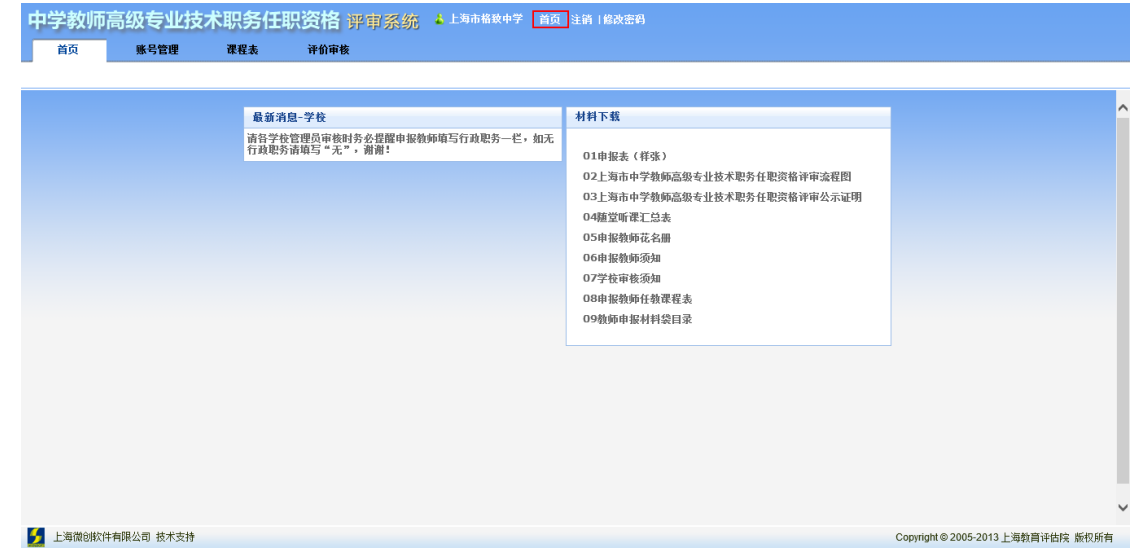 中学教师高级专业技术职务任职资格 评审系统 上海市格致中学 首页 注销 | 修改密码
首页 账号管理 课程表 评价审核
最新消息-学校
请各学校管理员审核时务必提醒申报教师填写行政职务一栏，如无
行政职务请填写“无”，谢谢！
材料下载
01申报表（样张）
02上海市中学教师高级专业技术职务任职资格评审流程图
03上海市中学教师高级专业技术职务任职资格评审公示证明
04随堂听课汇总表
05申报教师花名册
06申报教师须知
07学校审核须知
08申报教师任教课程表
09教师申报材料袋目录
上海微创软件有限公司 技术支持
Copyright © 2005-2013 上海教育评估院 版权所有